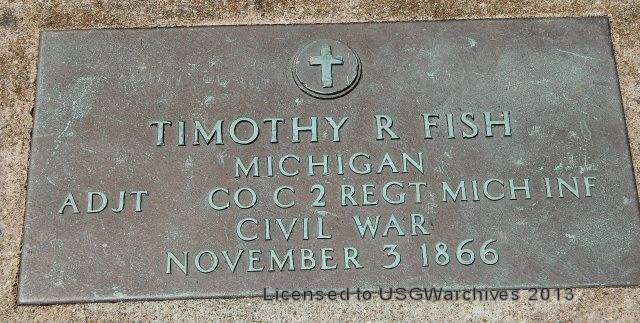 TIMOTHY R FISH
MICHIGAN
ADJT CO C 2 REGT MICH INF
CIVIL WAR
NOVEMBER 3 1866
Licensed to USGWarchives 2013